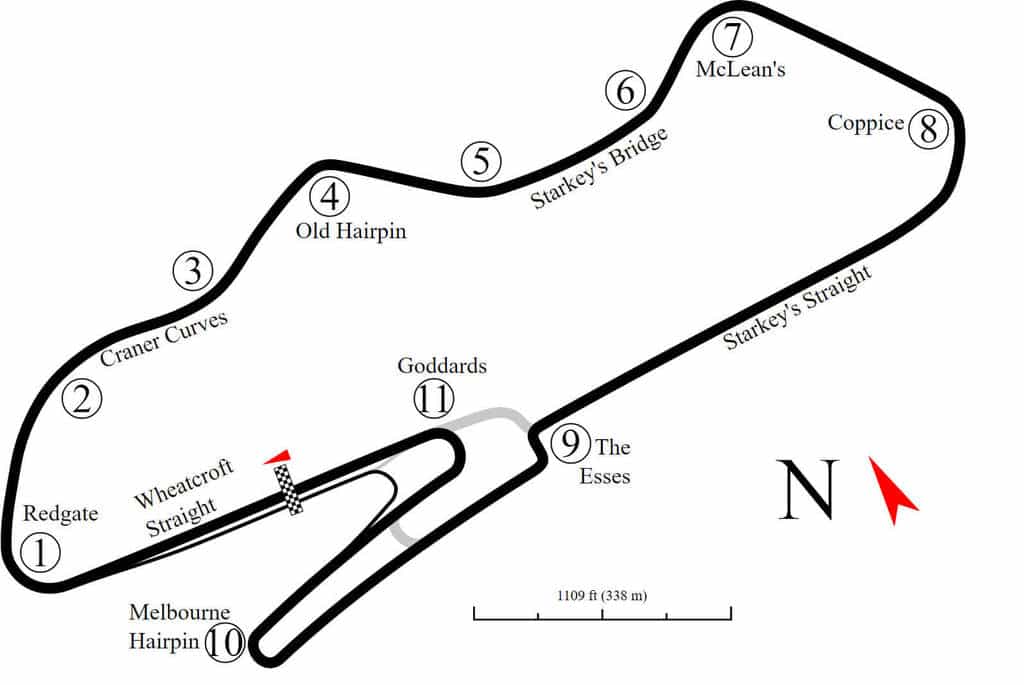 7
McLean's
6
Coppice 8
5
Starkey's Bridge
4
Old Hairpin
3
Craner Curves
Starkey's Straight
2
Goddards
11
9 The
Esses
Wheatcroft
Straight
Redgate
1
N
1109 ft (338 m)
Melbourne
Hairpin 10